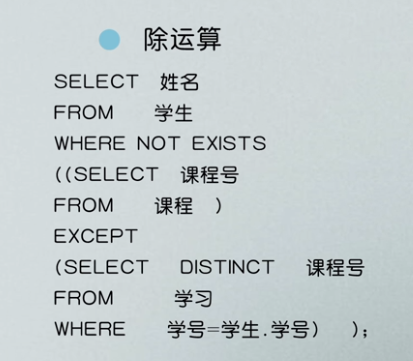 除运算
SELECT 姓名
FROM 学生
WHERE NOT EXISTS
((SELECT 课程号
FROM 课程 )
EXCEPT
(SELECT DISTINCT 课程号
FROM 学习
WHERE 学号=学生.学号) );